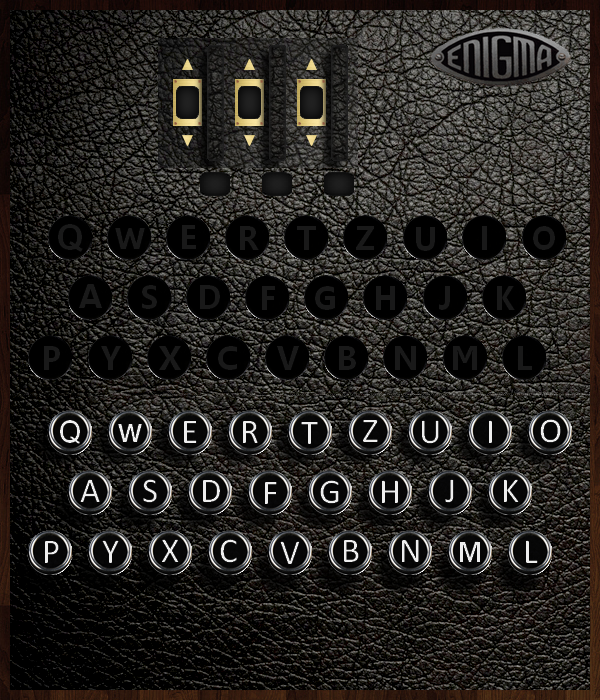 ENIGMA
Q W E R T Z U I O
A S D F G H J K
P Y X C V B N M L
Q W E R T Z U I O
A S D F G H J K
P Y X C V B N M L